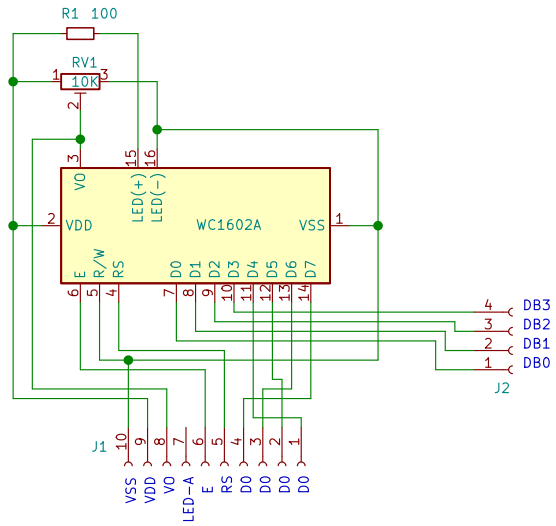 R1 100
RV1
1 10K 3
2
3 15 16
VO LED(+) LED(-)
2 VDD WC1602A VSS 1
E R/W RS D0 D1 D2 D3 D4 D5 D6 D7
6 5 4 7 8 9 10 11 12 13 14
4 DB3
3 DB2
2 DB1
1 DB0
J2
J1
10 9 8 7 6 5 4 3 2 1
VSS VDD VO LED-A E RS D0 D0 D0 D0